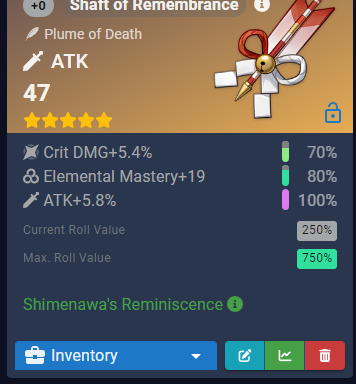 +0 Shaft of Remembrance
Plume of Death
ATK
47
Crit DMG+5.4% 70%
Elemental Mastery+19 80%
ATK+5.8% 100%
Current Roll Value 250%
Max. Roll Value 750%
Shimenawa's Reminiscence
Inventory